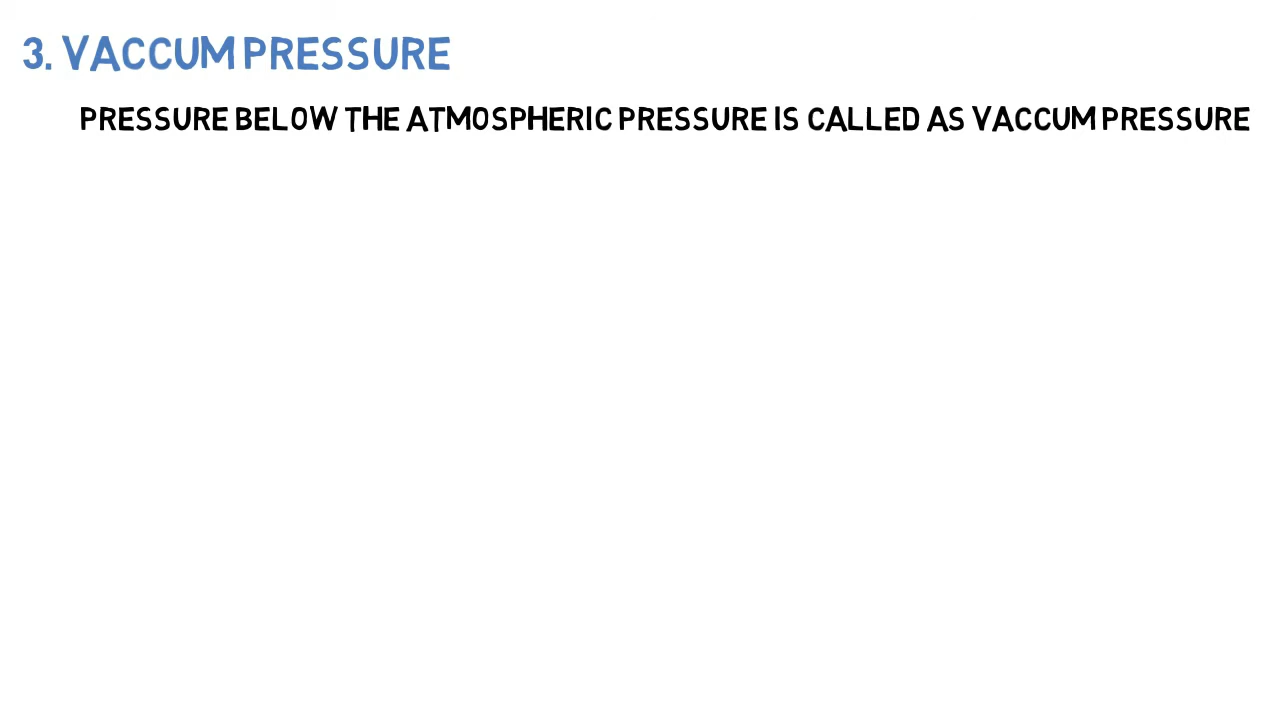 3. VACCUM PRESSURE
PRESSURE BELOW THE ATMOSPHERIC PRESSURE IS CALLED AS VACCUM PRESSURE